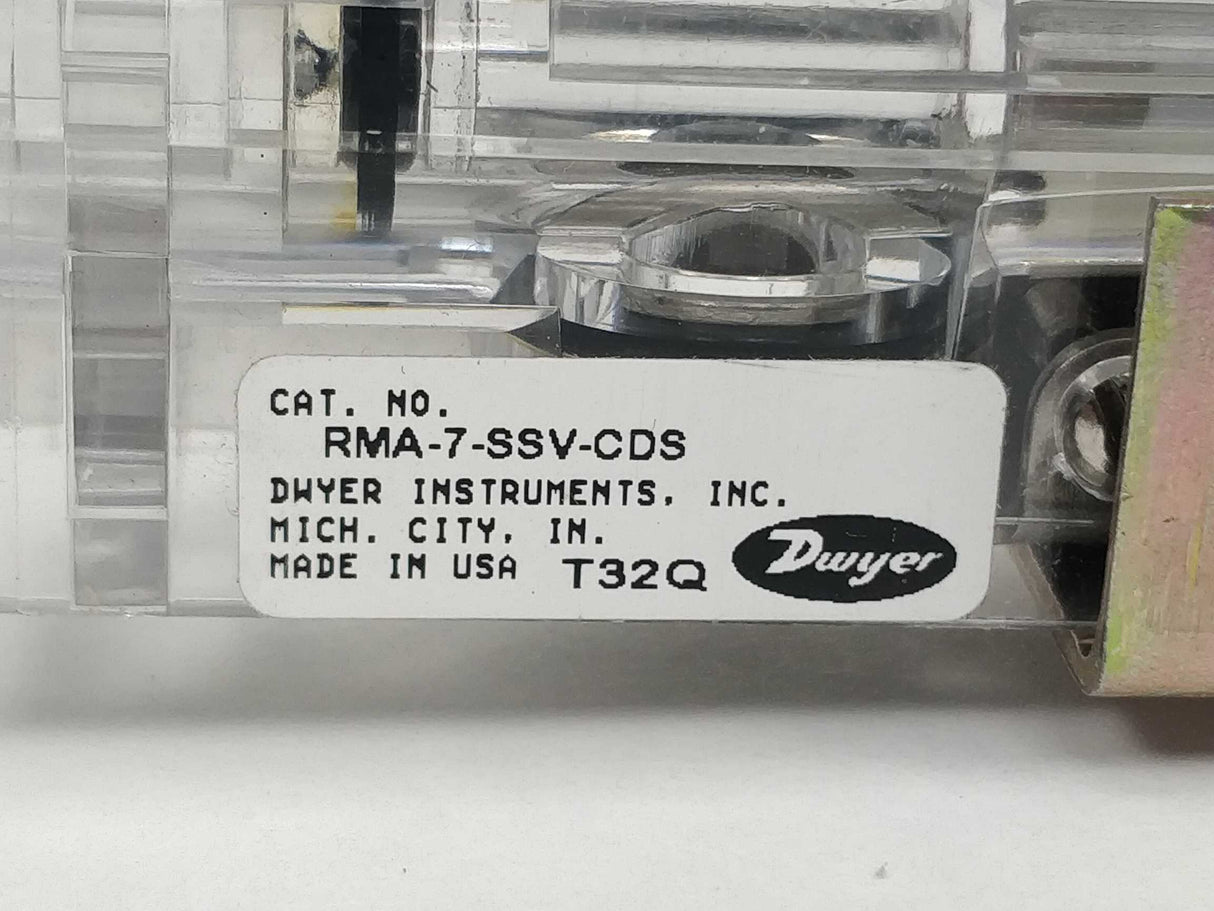 CAT. NO.
RMA-7-SSV-CDS
DWYER INSTRUMENTS, INC.
MICH. CITY, IN.
MADE IN USA T32Q Dwyer